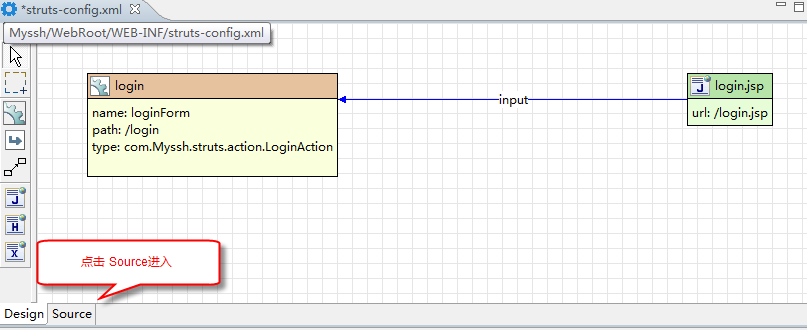 *struts-config.xml
Myssh/WebRoot/WEB-INF/struts-config.xml
login
name: loginForm
path: /login
type: com.Myssh.struts.action.LoginAction
input
login.jsp
url: /login.jsp
J
J
H
X
点击 Source进入
Design
Source